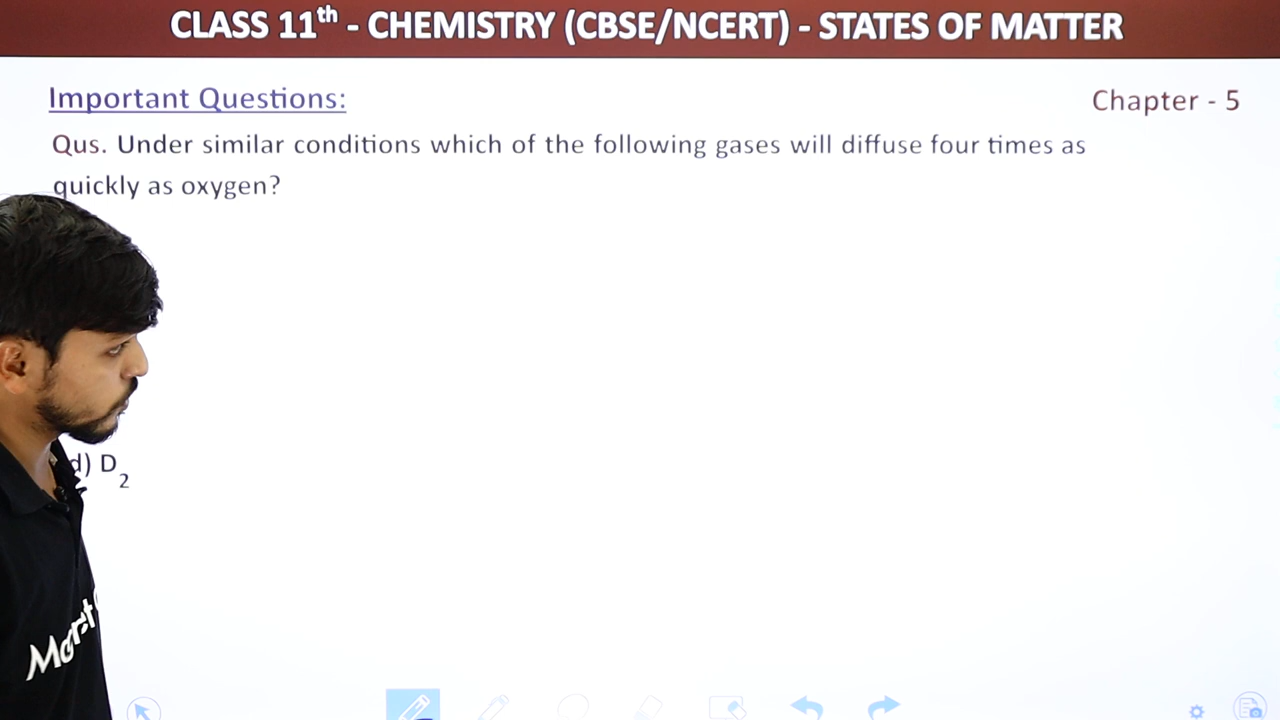 CLASS 11th - CHEMISTRY (CBSE/NCERT) - STATES OF MATTER
Important Questions:
Chapter - 5
Qus. Under similar conditions which of the following gases will diffuse four times as
quickly as oxygen?
d) D2